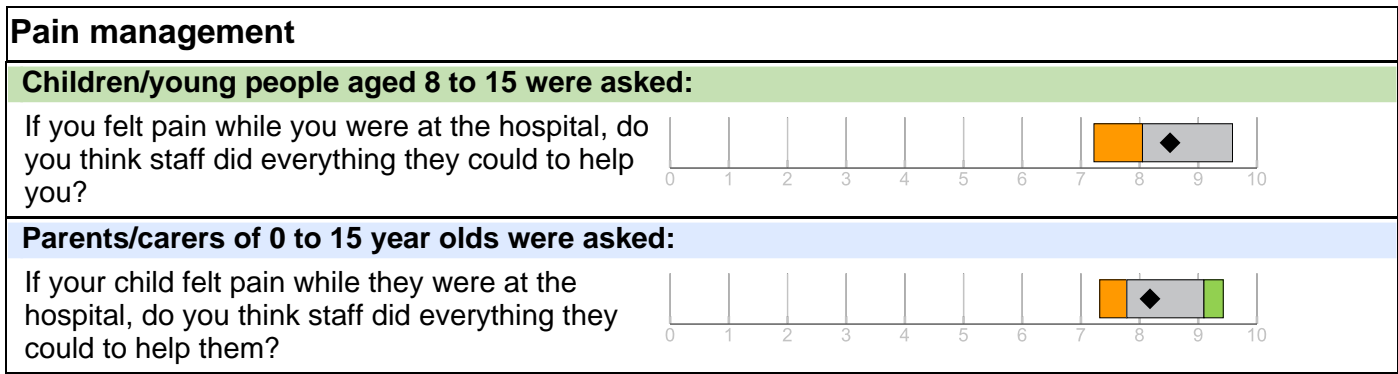 Pain management
Children/young people aged 8 to 15 were asked:
If you felt pain while you were at the hospital, do
you think staff did everything they could to help
you?
0 1 2 3 4 5 6 7 8 9 10
Parents/carers of 0 to 15 year olds were asked:
If your child felt pain while they were at the
hospital, do you think staff did everything they
could to help them?
0 1 2 3 4 5 6 7 8 9 10